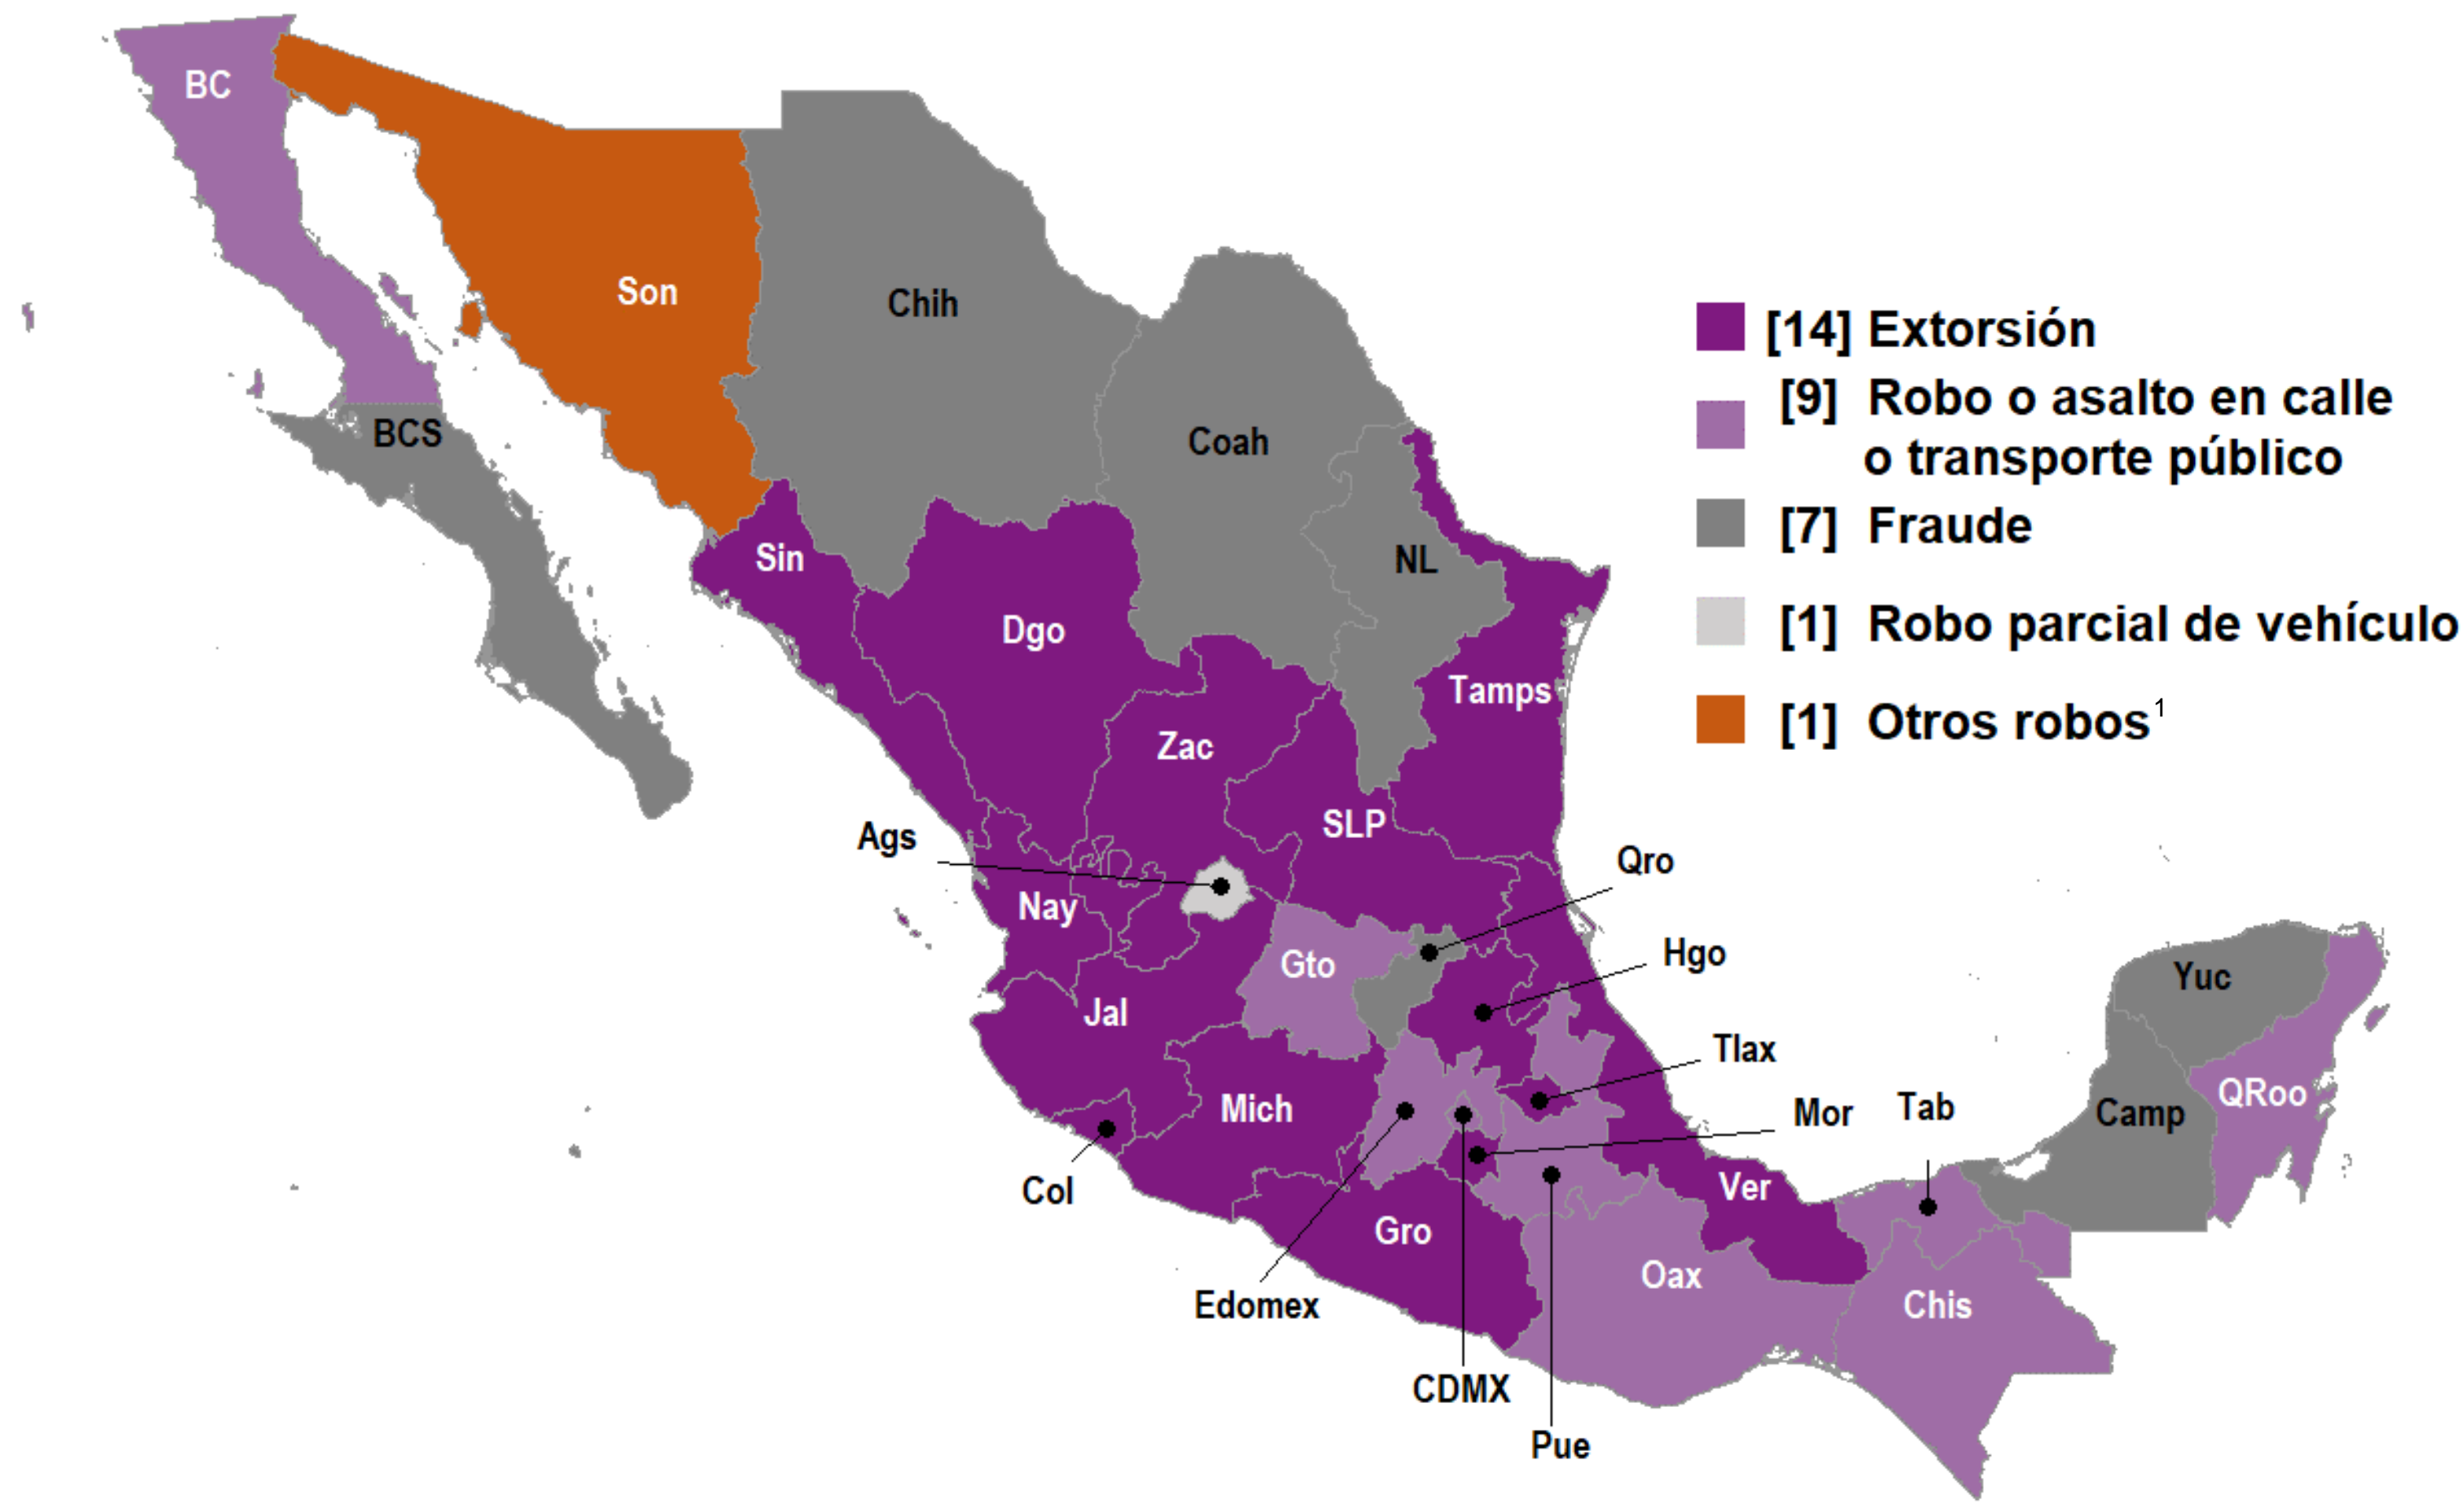 BC
Son
Chih
BCS
Coah
NL
Sin
Dgo
Tamps
Zac
SLP
Ags
Nay
Qro
Gto
Hgo
Jal
Tlax
Mich
Mor
Tab
Col
Ver
Gro
Edomex
Oax
Chis
CDMX
Pue
Yuc
QRoo
Camp
[14] Extorsión
[9] Robo o asalto en calle
o transporte público
[7] Fraude
[1] Robo parcial de vehículo
[1] Otros robos¹